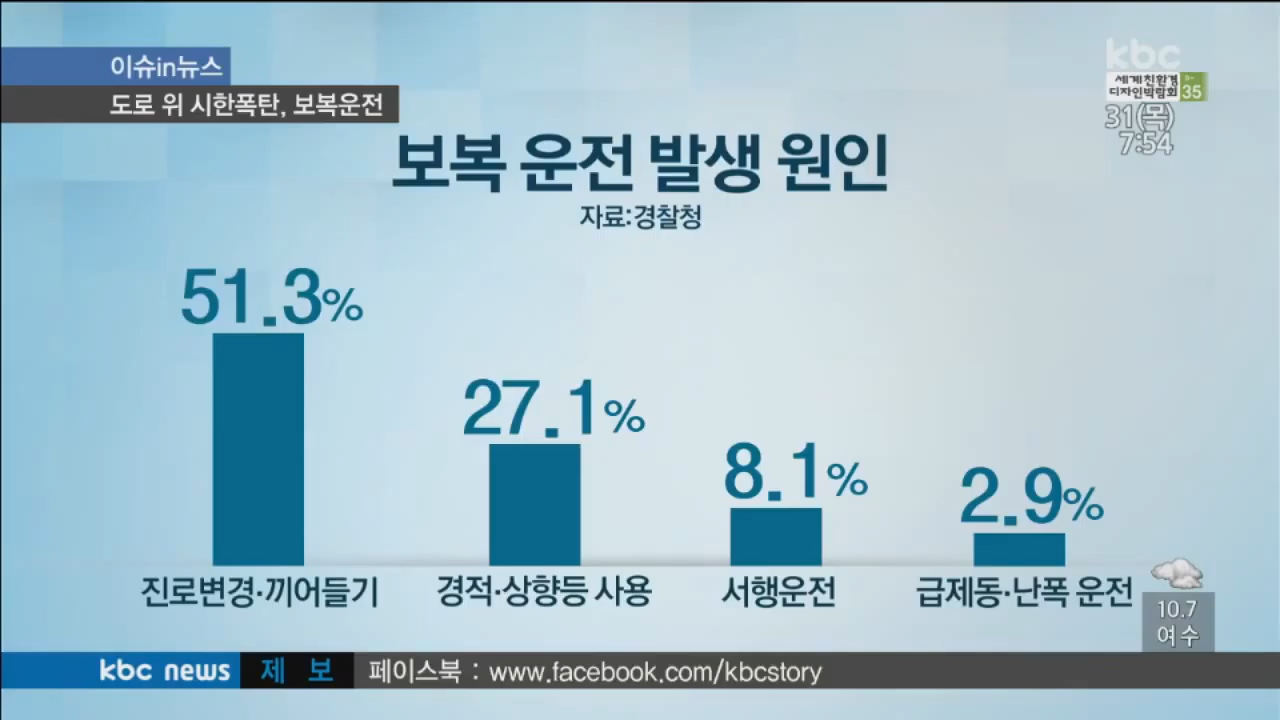 이슈in뉴스
도로 위 시한폭탄, 보복운전
kbc
세계친환경
디자인박람회 D-35
31(목)
7:54
보복 운전 발생 원인
자료:경찰청
51.3%
27.1%
8.1%
2.9%
진로변경·끼어들기
경적·상향등 사용
서행운전
급제동·난폭 운전
10.7
여수
kbc news 제 보 페이스북 : www.facebook.com/kbcstory